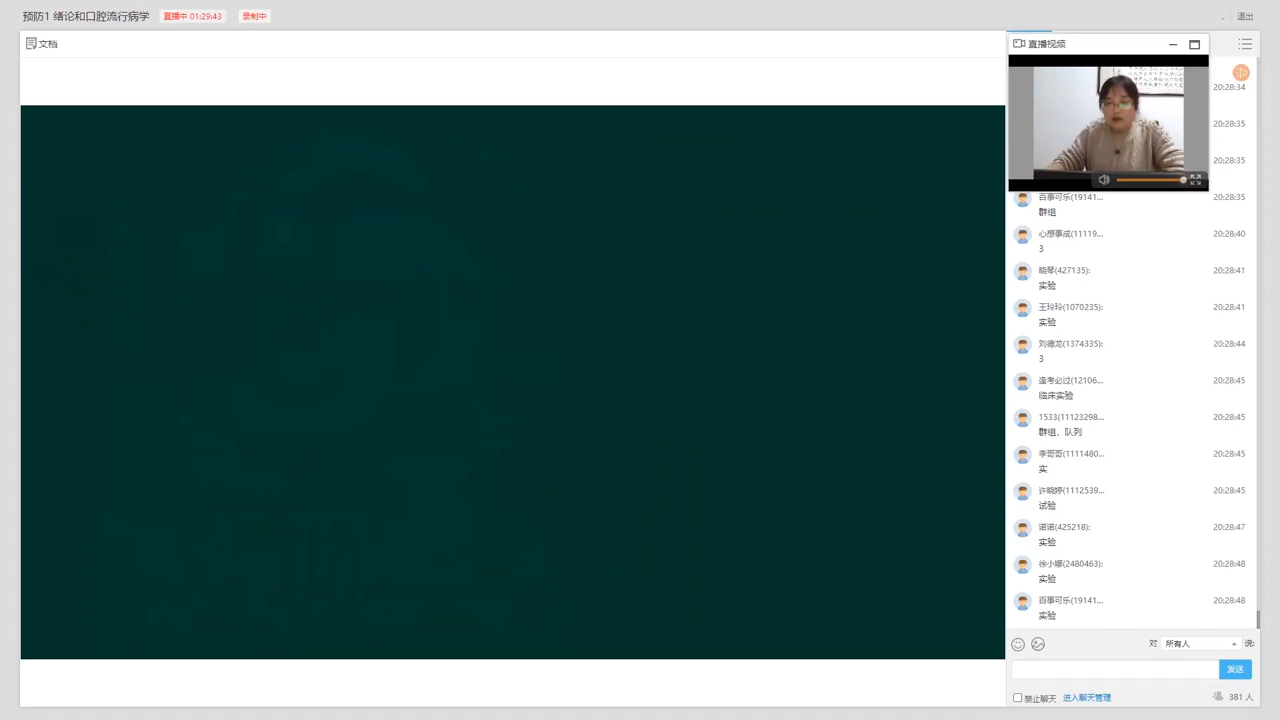 预防1 绪论和口腔流行病学
直播中 01:29:43
录制中
退出
文档
直播视频
20:28:34
20:28:35
20:28:35
百事可乐(19141...
20:28:35
群组
心想事成(11119...
20:28:40
3
晓琴(427135):
20:28:41
实验
王玲玲(1070235):
20:28:41
实验
刘德龙(1374335):
20:28:44
3
逢考必过(12106...
20:28:45
临床实验
1533(11123298...
20:28:45
群组，队列
季哥哥(1111480...
20:28:45
实
许晓婷(1112539...
20:28:45
试验
诺诺(425218):
20:28:47
实验
徐小娜(2480463):
20:28:48
实验
百事可乐(19141...
20:28:48
实验
对 所有人 说:
发送
禁止聊天 进入聊天管理
381 人